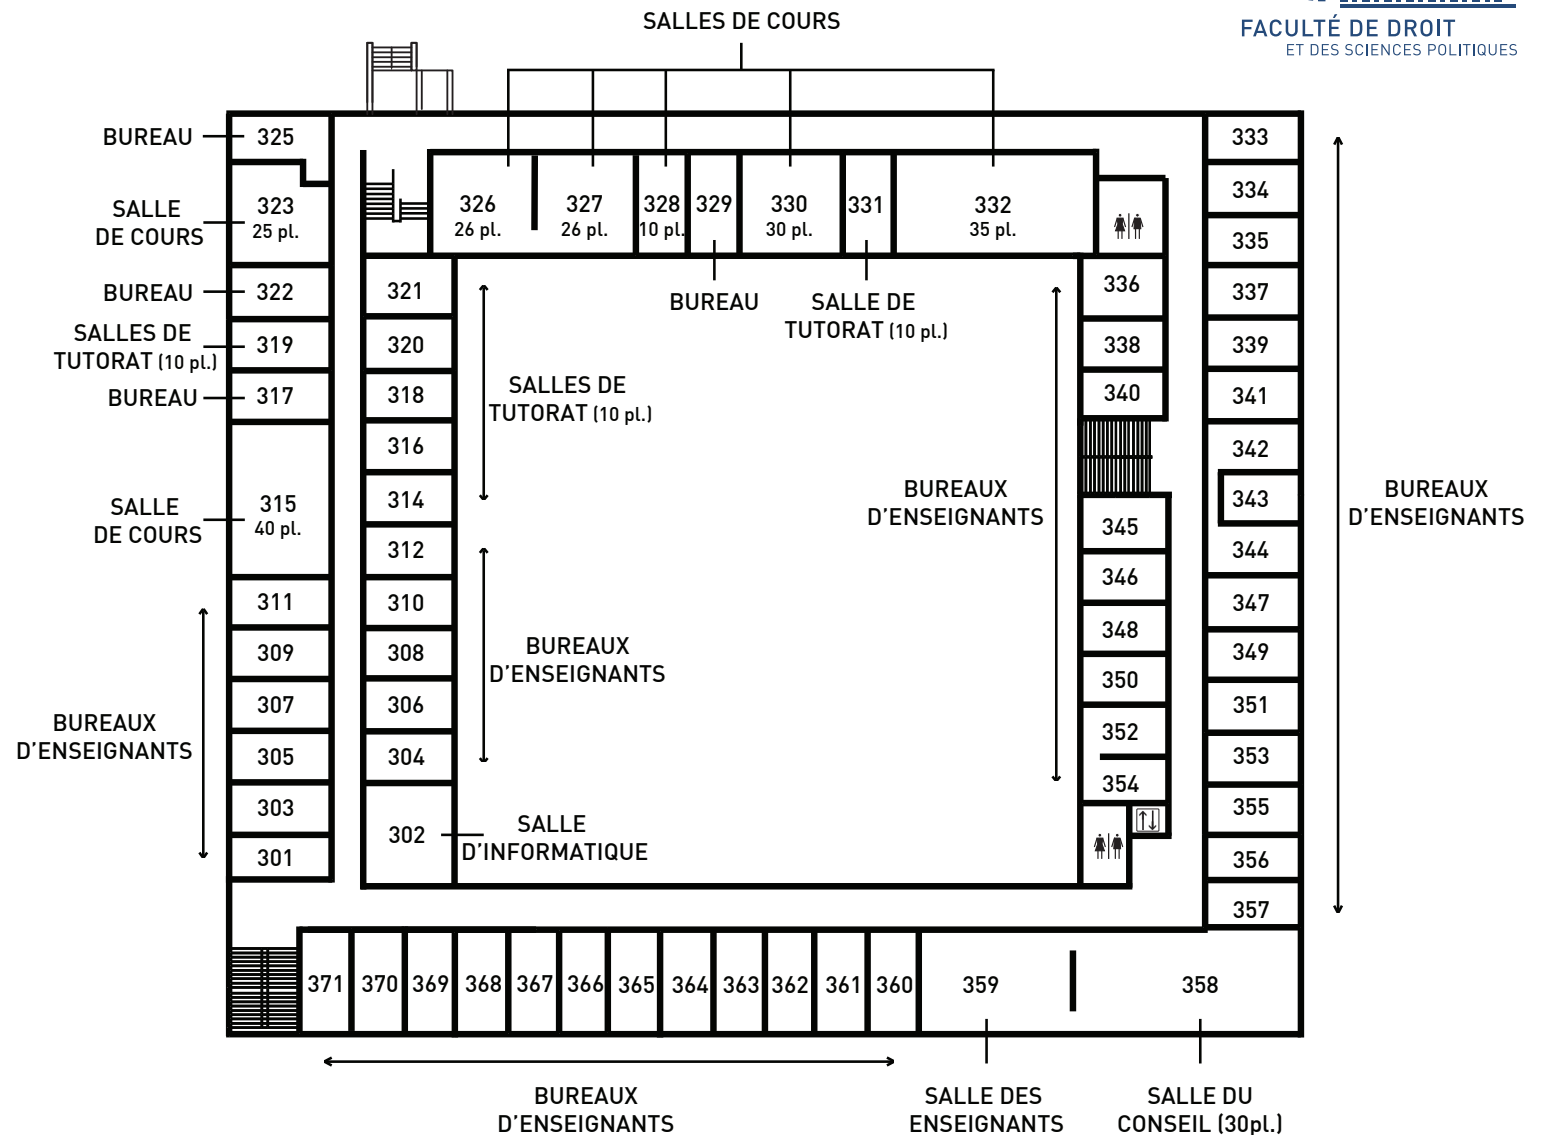 SALLES DE COURS
FACULTÉ DE DROIT
ET DES SCIENCES POLITIQUES
BUREAU
325
333
334
SALLE
DE COURS
323
25 pl.
326
26 pl.
327
26 pl.
328
10 pl.
329
330
30 pl.
331
332
35 pl.
335
BUREAU
322
321
BUREAU
SALLE DE
TUTORAT (10 pl.)
336
337
SALLES DE
TUTORAT (10 pl.)
319
320
338
339
BUREAU
317
318
SALLES DE
TUTORAT (10 pl.)
340
341
316
342
SALLE
DE COURS
315
40 pl.
314
BUREAUX
D'ENSEIGNANTS
343
BUREAUX
D'ENSEIGNANTS
312
345
344
311
310
346
347
309
308
BUREAUX
D'ENSEIGNANTS
348
349
307
306
350
351
BUREAUX
D'ENSEIGNANTS
305
304
352
353
303
354
355
302
SALLE
D'INFORMATIQUE
301
356
357
371
370
369
368
367
366
365
364
363
362
361
360
359
358
BUREAUX
D'ENSEIGNANTS
SALLE DES
ENSEIGNANTS
SALLE DU
CONSEIL (30pl.)